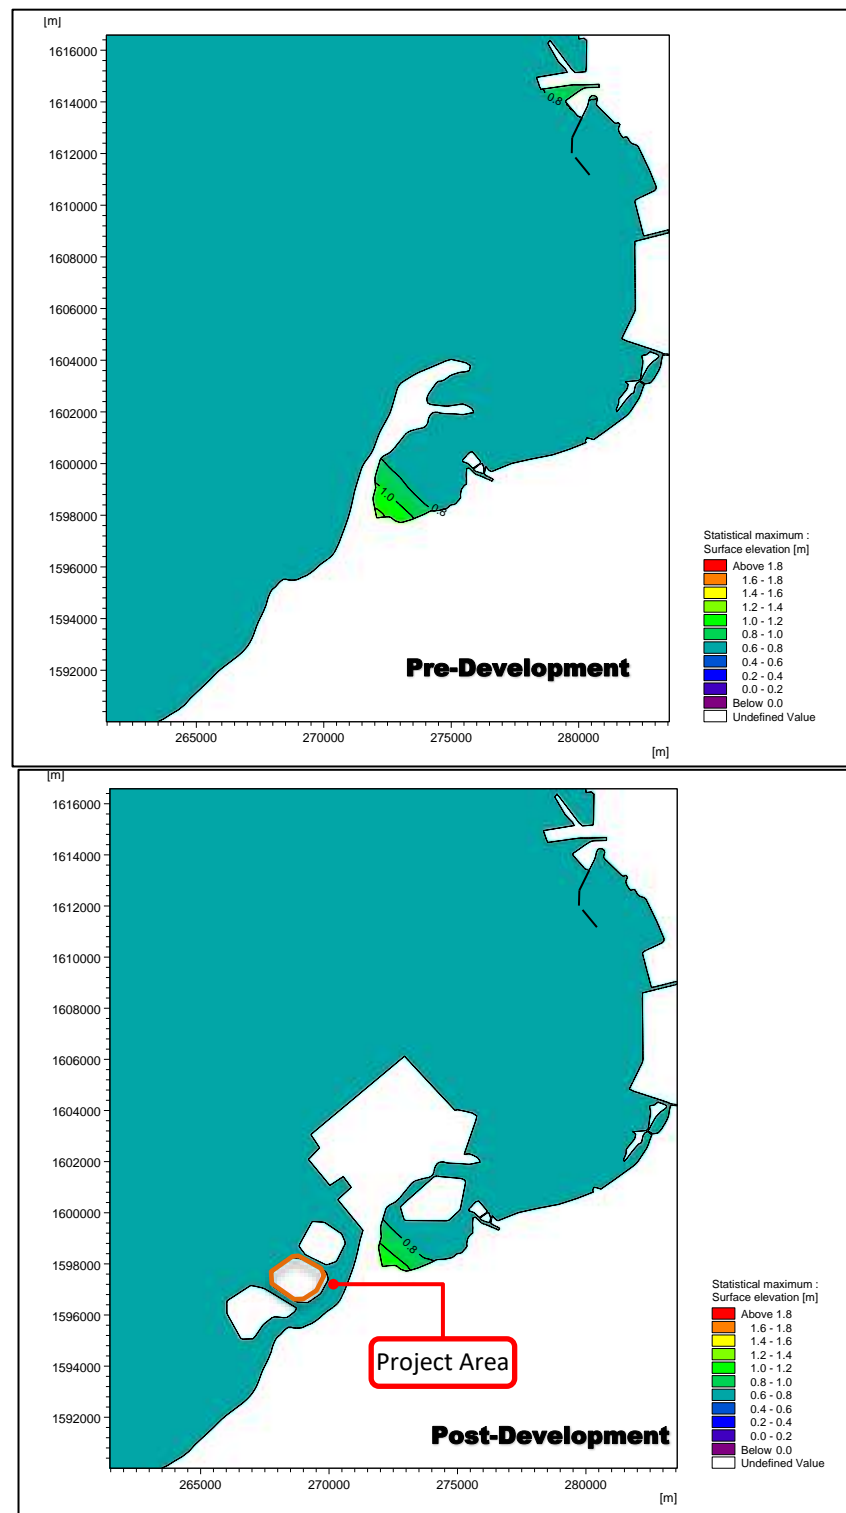 [m]
1616000
0.8
1614000
1612000
1610000
1608000
1606000
1604000
1602000
1600000
1.0
0.8
1598000
1596000
1594000
1592000
Statistical maximum :
Surface elevation [m]
Above 1.8
1.6 - 1.8
1.4 - 1.6
1.2 - 1.4
1.0 - 1.2
0.8 - 1.0
0.6 - 0.8
0.4 - 0.6
0.2 - 0.4
0.0 - 0.2
Below 0.0
Undefined Value
Pre-Development
265000 270000 275000 280000
[m]
[m]
1616000
1614000
1612000
1610000
1608000
1606000
1604000
1602000
1600000
0.8
1598000
1596000
1594000
1592000
Project Area
Statistical maximum :
Surface elevation [m]
Above 1.8
1.6 - 1.8
1.4 - 1.6
1.2 - 1.4
1.0 - 1.2
0.8 - 1.0
0.6 - 0.8
0.4 - 0.6
0.2 - 0.4
0.0 - 0.2
Below 0.0
Undefined Value
Post-Development
265000 270000 275000 280000
[m]